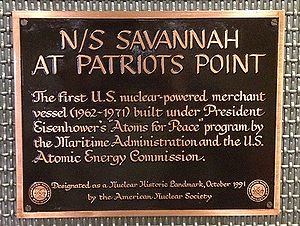 N/S SAVANNAH
AT PATRIOTS POINT
The first U.S. nuclear-powered merchant
vessel (1962-1971) built under President
Eisenhower's "Atoms for Peace" program by
the Maritime Administration and the U.S.
Atomic Energy Commission.
Designated as a Nuclear Historic Landmark, October 1991
by the American Nuclear Society